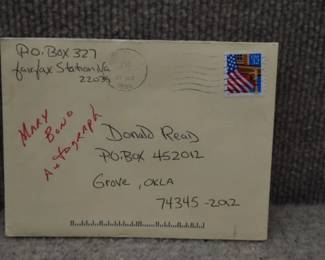 P.O. Box 327
Fairfax Station Va
22039
Mary
Bono
Autograph
Donald Read
P.O. Box 452012
Grove, OKLA
74345-2012